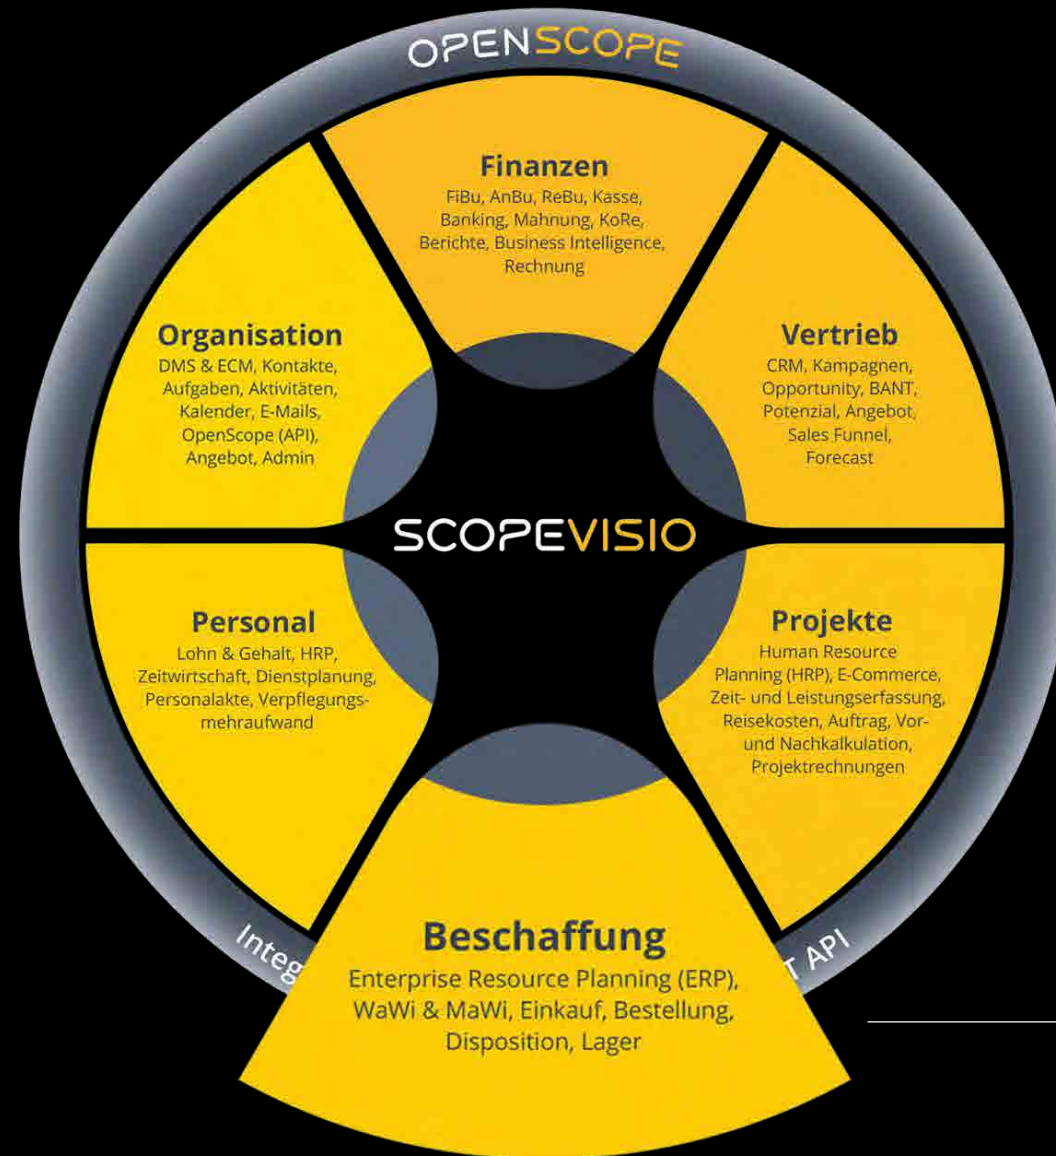 OPENSCOPE
Finanzen
FiBu, AnBu, ReBu, Kasse,
Banking, Mahnung, KoRe,
Berichte, Business Intelligence,
Rechnung
Organisation
DMS & ECM, Kontakte,
Aufgaben, Aktivitäten,
Kalender, E-Mails,
OpenScope (API),
Angebot, Admin
Vertrieb
CRM, Kampagnen,
Opportunity, BANT,
Potenzial, Angebot,
Sales Funnel,
Forecast
SCOPEVISIO
Personal
Lohn & Gehalt, HRP,
Zeitwirtschaft, Dienstplanung,
Personalakte, Verpflegungs-
mehraufwand
Projekte
Human Resource
Planning (HRP), E-Commerce,
Zeit- und Leistungserfassung,
Reisekosten, Auftrag, Vor-
und Nachkalkulation,
Projektrechnungen
Beschaffung
Enterprise Resource Planning (ERP),
WaWi & MaWi, Einkauf, Bestellung,
Disposition, Lager
API